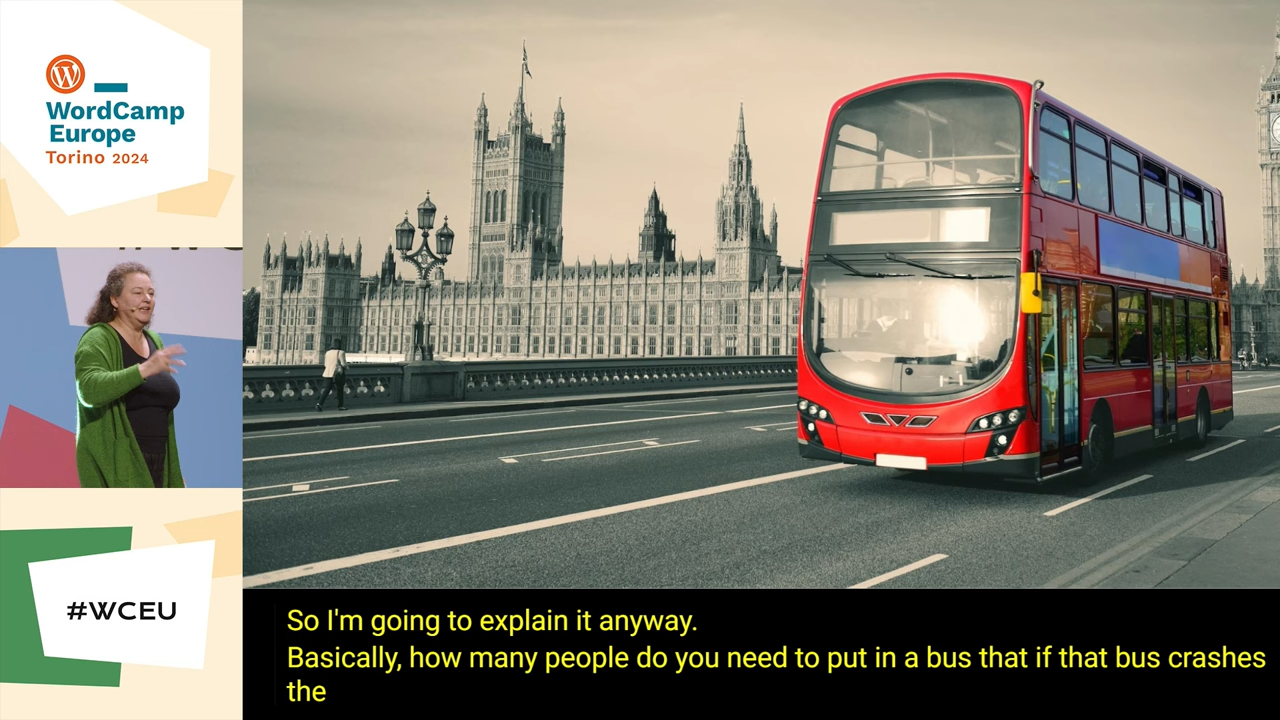 WordCamp
Europe
Torino 2024
#WCEU
So I'm going to explain it anyway.
Basically, how many people do you need to put in a bus that if that bus crashes
the